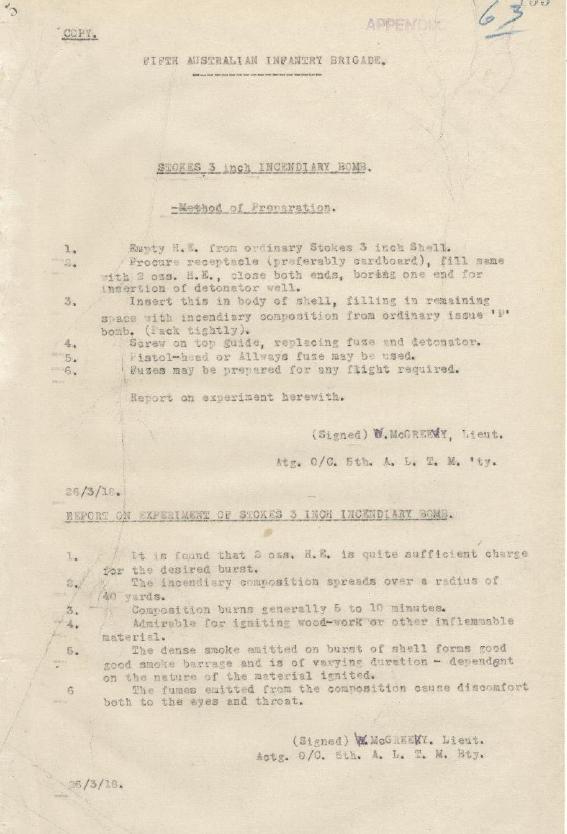 COPY.
APPENDIX
63
FIFTH AUSTRALIAN INFANTRY BRIGADE.
STOKES 3 inch INCENDIARY BOMB.
-Method of Preparation.
1. Empty H.E. from ordinary Stokes 3 inch Shell.
2. Procure receptacle (preferably cardboard), fill same
with 2 ozs. H.E., close both ends, boring one end for
insertion of detonator well.
3. Insert this in body of shell, filling in remaining
space with incendiary composition from ordinary issue 'P'
bomb. (Pack tightly).
4. Screw on top guide, replacing fuze and detonator.
5. Pistol-head or Allways fuze may be used.
6. Fuzes may be prepared for any flight required.
Report on experiment herewith.
(Signed) W.McGREEVY, Lieut.
Atg. O/C. 5th. A. L. T. M. 'ty.
26/3/18.
REPORT ON EXPERIMENT OF STOKES 3 INCH INCENDIARY BOMB.
1. It is found that 2 ozs. H.E. is quite sufficient charge
for the desired burst.
2. The incendiary composition spreads over a radius of
40 yards.
3. Composition burns generally 5 to 10 minutes.
4. Admirable for igniting wood-work or other inflammable
material.
5. The dense smoke emitted on burst of shell forms good
good smoke barrage and is of varying duration - dependent
on the nature of the material ignited.
6 The fumes emitted from the composition cause discomfort
both to the eyes and throat.
(Signed) W.McGREEVY. Lieut.
Actg. O/C. 5th. A. L. T. M. Bty.
26/3/18.